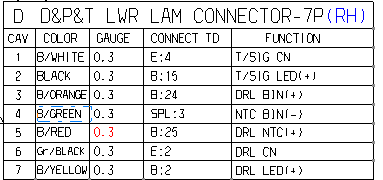 D D&P&T LWR LAM CONNECTOR-7P(RH)
CAV COLOR GAUGE CONNECT TO FUNCTION
1 B/WHITE 0.3 E:4 T/SIG CN
2 BLACK 0.3 B:15 T/SIG LED(+)
3 B/ORANGE 0.3 B:24 DRL BIN(+)
4 B/GREEN 0.3 SPL:3 NTC BIN(-)
5 B/RED 0.3 B:25 DRL NTC(+)
6 Gr/BLACK 0.3 E:2 DRL CN
7 B/YELLOW 0.3 B:2 DRL LED(+)